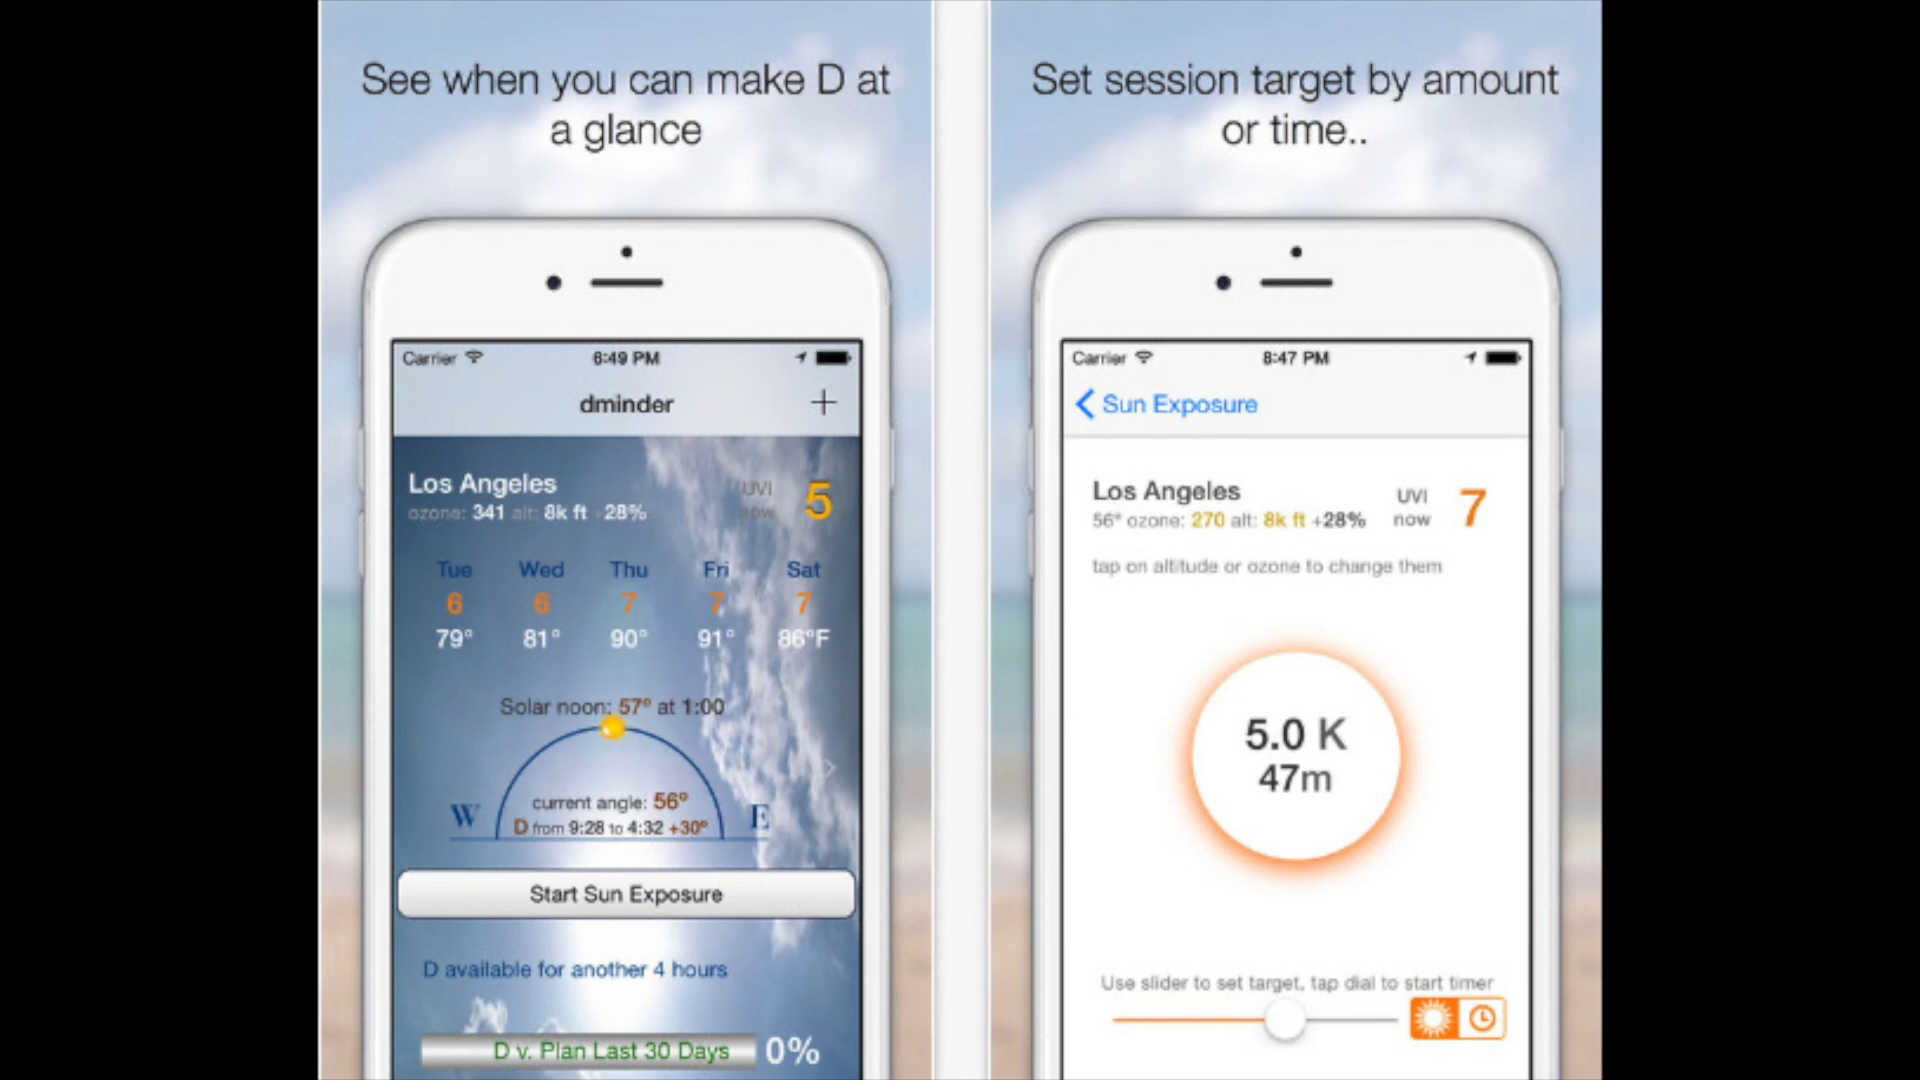 See when you can make D at
a glance
Carrier 6:49 PM
dminder +
Los Angeles
ozone: 341 alt: 8k ft +28%
UVI
now
5
Tue Wed Thu Fri Sat
6 6 7 7 7
79° 81° 90° 91° 86°F
Solar noon: 57° at 1:00
current angle: 56°
W E
D from 9:28 to 4:32 +30°
Start Sun Exposure
D available for another 4 hours
D v. Plan Last 30 Days 0%
Set session target by amount
or time..
Carrier 8:47 PM
Sun Exposure
Los Angeles
56° ozone: 270 alt: 8k ft +28%
UVI
now
7
tap on altitude or ozone to change them
5.0 K
47m
Use slider to set target, tap dial to start timer